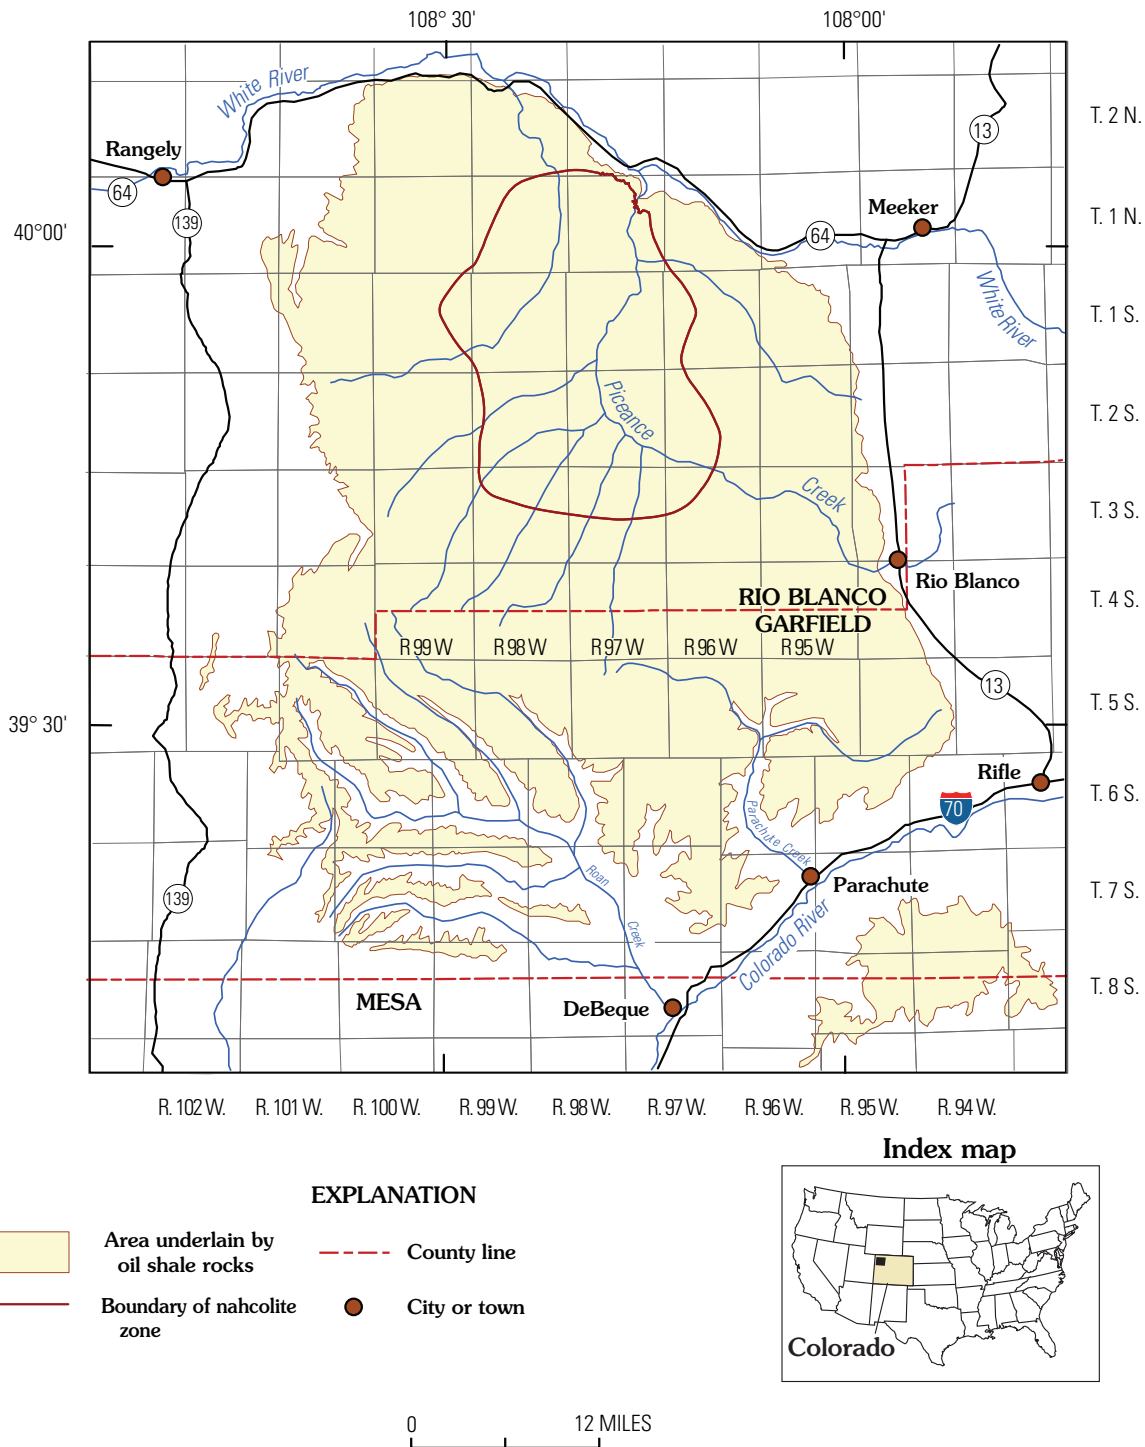 108° 30'
108°00'
White River
T. 2 N.
13
Rangely
64
T. 1 N.
Meeker
139
64
40°00'
White River
T. 1 S.
Piceance
T. 2 S.
Creek
T. 3 S.
Rio Blanco
RIO BLANCO
T. 4 S.
GARFIELD
R 99 W
R 98 W
R 97 W
R 96 W
R 95 W
13
T. 5 S.
39° 30'
Rifle
T. 6 S.
70
Parachute Creek
Roan
Parachute
T. 7 S.
139
Creek
Colorado River
T. 8 S.
MESA
DeBeque
R. 102 W.
R. 101 W.
R. 100 W.
R. 99 W.
R. 98 W.
R. 97 W.
R. 96 W.
R. 95 W.
R. 94 W.
Index map
Colorado
EXPLANATION
Area underlain by
oil shale rocks
County line
Boundary of nahcolite
zone
City or town
0
12 MILES